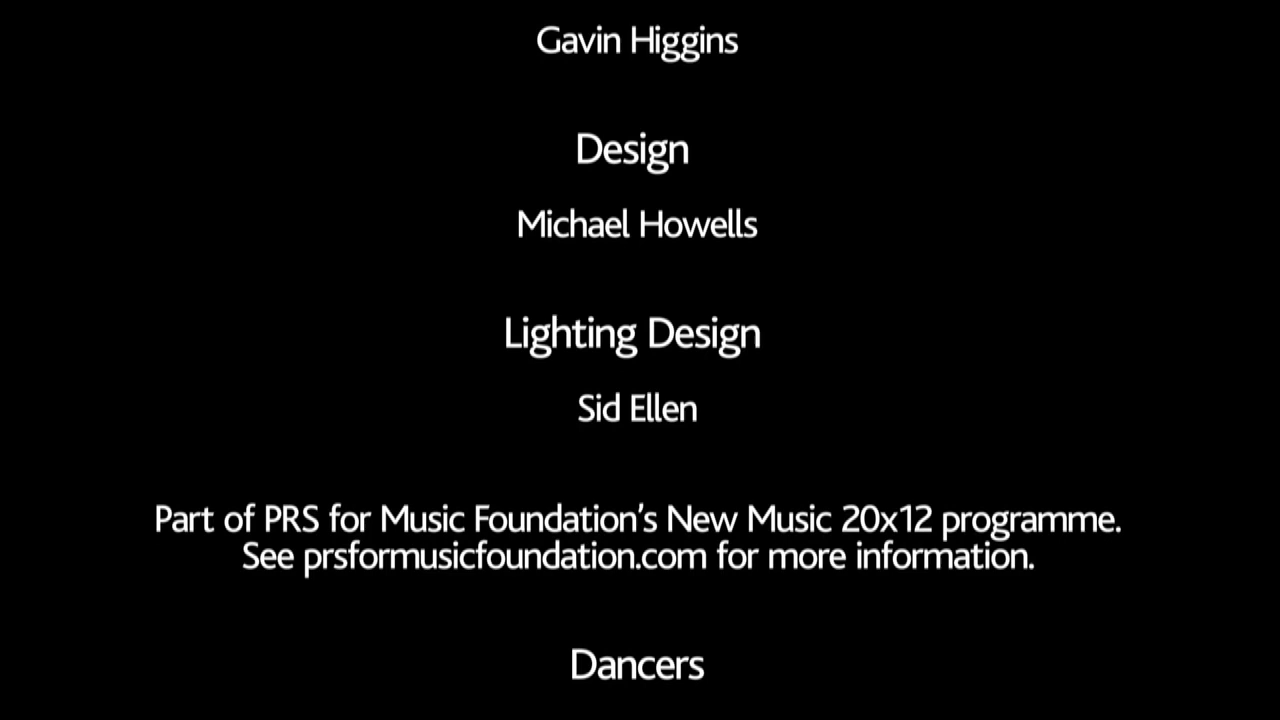 Gavin Higgins
Design
Michael Howells
Lighting Design
Sid Ellen
Part of PRS for Music Foundation’s New Music 20x12 programme.
See prsformusicfoundation.com for more information.
Dancers